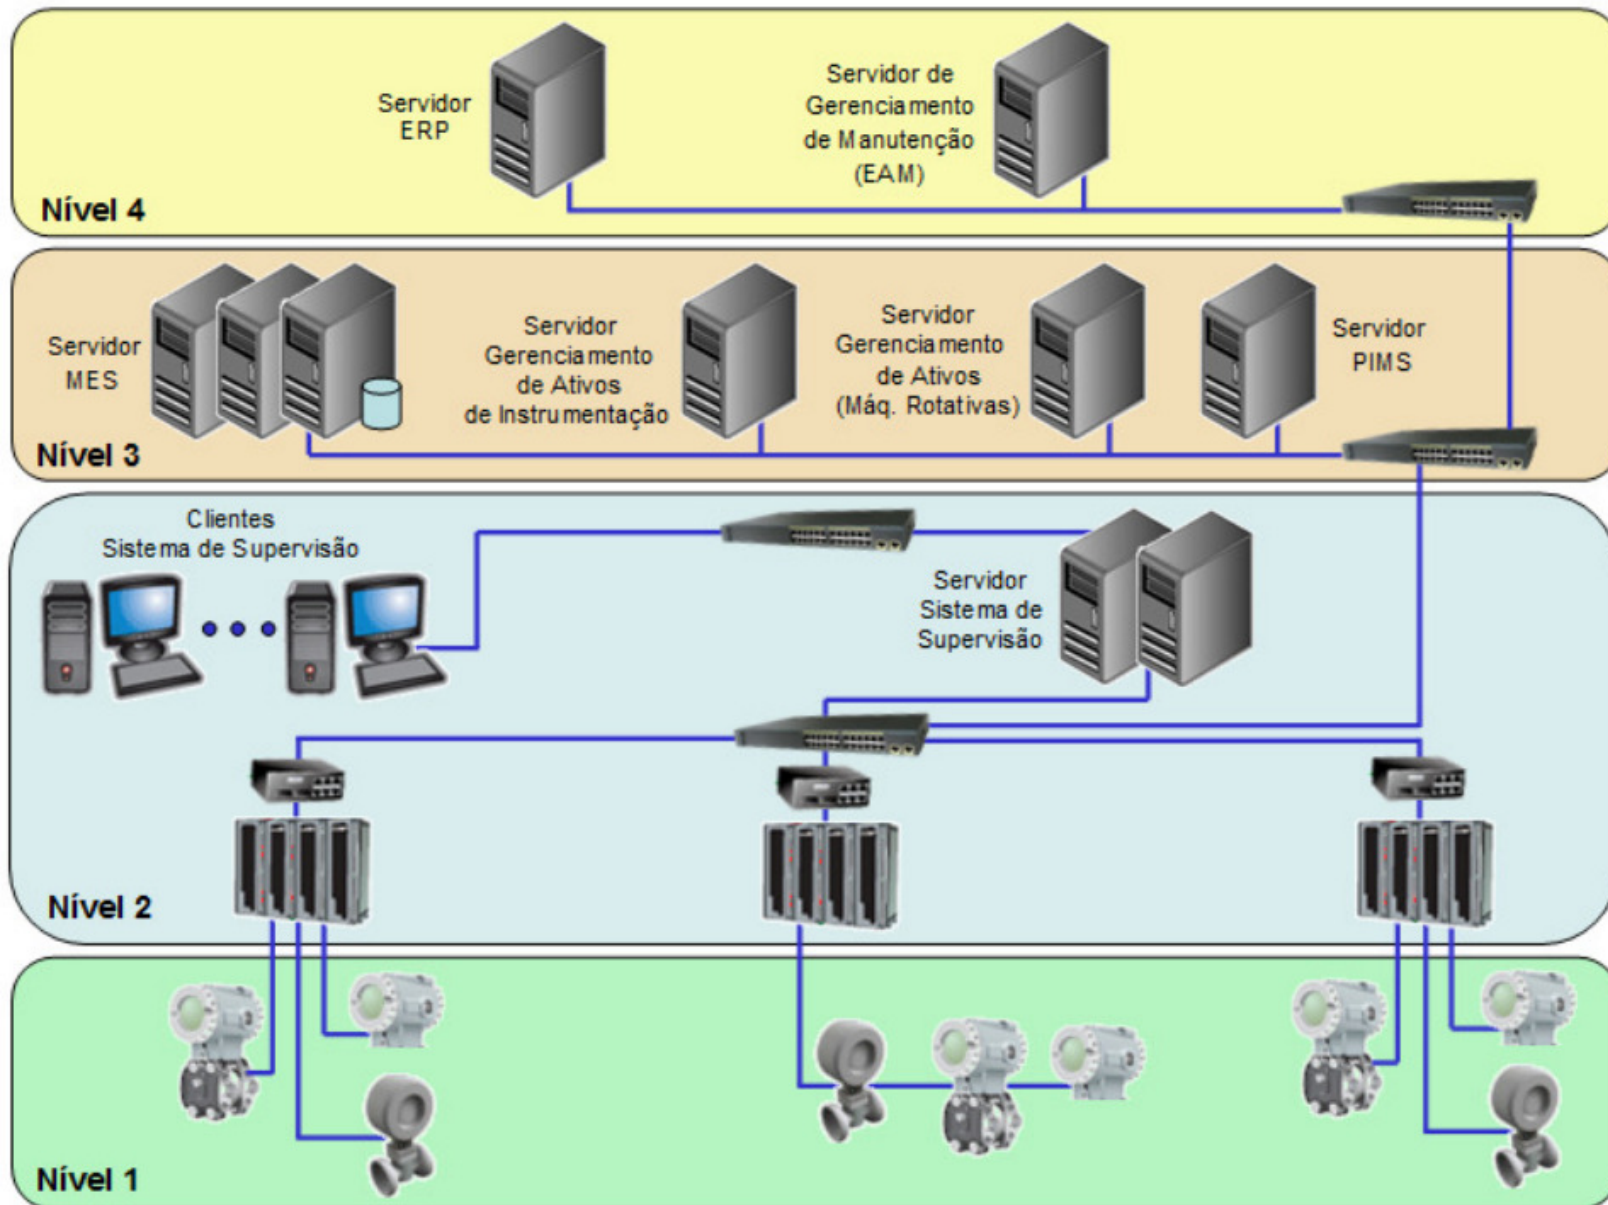 Servidor
ERP
Servidor de
Gerenciamento
de Manutenção
(EAM)
Nível 4
Servidor
MES
Servidor
Gerenciamento
de Ativos
de Instrumentação
Servidor
Gerenciamento
de Ativos
(Máq. Rotativas)
Servidor
PIMS
Nível 3
Clientes
Sistema de Supervisão
Servidor
Sistema de
Supervisão
Nível 2
Nível 1